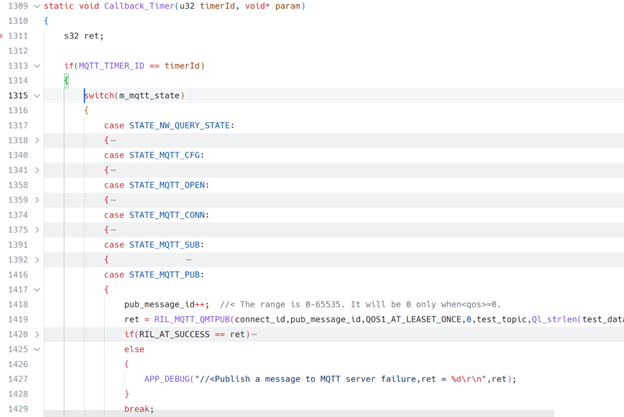 1309 static void Callback_Timer(u32 timerId, void* param)
1310 {
1311 s32 ret;
1312
1313 if(MQTT_TIMER_ID == timerId)
1314 {
1315 switch(m_mqtt_state)
1316 {
1317 case STATE_NW_QUERY_STATE:
1318 {⋯
1340 case STATE_MQTT_CFG:
1341 {⋯
1358 case STATE_MQTT_OPEN:
1359 {⋯
1374 case STATE_MQTT_CONN:
1375 {⋯
1391 case STATE_MQTT_SUB:
1392 { ⋯
1416 case STATE_MQTT_PUB:
1417 {
1418 pub_message_id++; //< The range is 0-65535. It will be 0 only when<qos>=0.
1419 ret = RIL_MQTT_QMTPUB(connect_id,pub_message_id,QOS1_AT_LEASET_ONCE,0,test_topic,Ql_strlen(test_data
1420 if(RIL_AT_SUCCESS == ret)⋯
1425 else
1426 {
1427 APP_DEBUG("//<Publish a message to MQTT server failure,ret = %d\r\n",ret);
1428 }
1429 break;